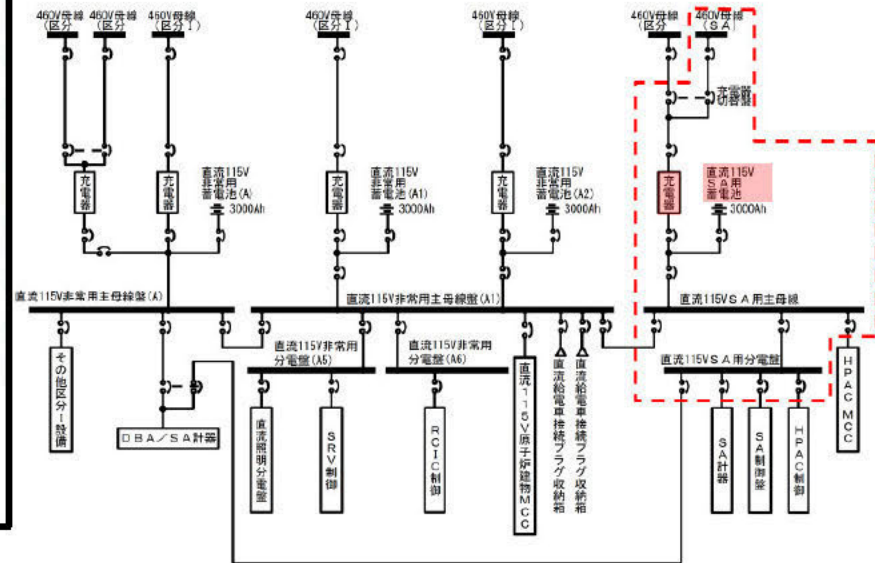 460V母線
(区分
460V母線
(区分
460V母線
(区分Ⅰ)
460V母線
(区分Ⅰ)
460V母線
(区分Ⅰ)
460V母線
(区分
460V母線
(SA)
充電器
切替盤
充電器
充電器
直流115V
非常用
蓄電池(A)
3000Ah
充電器
直流115V
非常用
蓄電池(A1)
3000Ah
充電器
直流115V
非常用
蓄電池(A2)
3000Ah
充電器
直流115V
SA用
蓄電池
3000Ah
直流115V非常用主母線盤(A)
直流115V非常用主母線盤(A1)
直流115VSA用主母線
直流115V非常用
分電盤(A5)
直流115V非常用
分電盤(A6)
直流115VSA用分電盤
その他区分Ⅰ設備
DBA/SA計器
直流照明分電盤
SRV制御
RCIC制御
直流115V原子炉建物MCC
直流給電車接続プラグ収納箱
直流給電車接続プラグ収納箱
SA計器
SA制御盤
HPAC制御
HPAC MCC